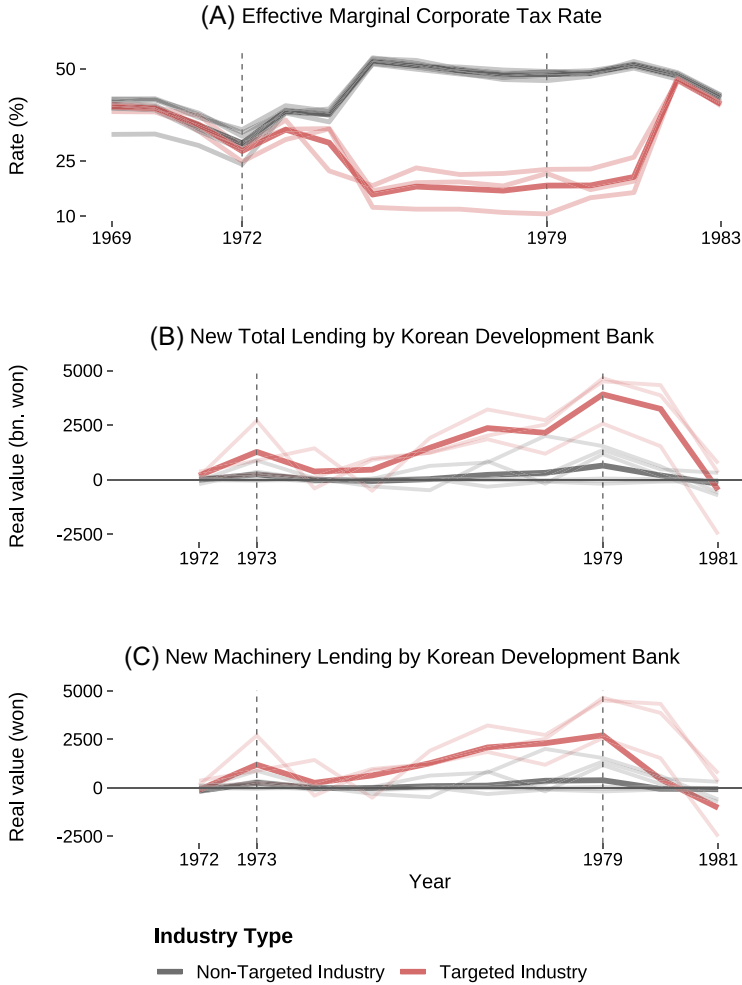 (A) Effective Marginal Corporate Tax Rate
Rate (%)
50
25
10
1969
1972
1979
1983
(B) New Total Lending by Korean Development Bank
Real value (bn. won)
5000
2500
0
-2500
1972
1973
1979
1981
(C) New Machinery Lending by Korean Development Bank
Real value (won)
5000
2500
0
-2500
1972
1973
1979
1981
Year
Industry Type
Non-Targeted Industry
Targeted Industry